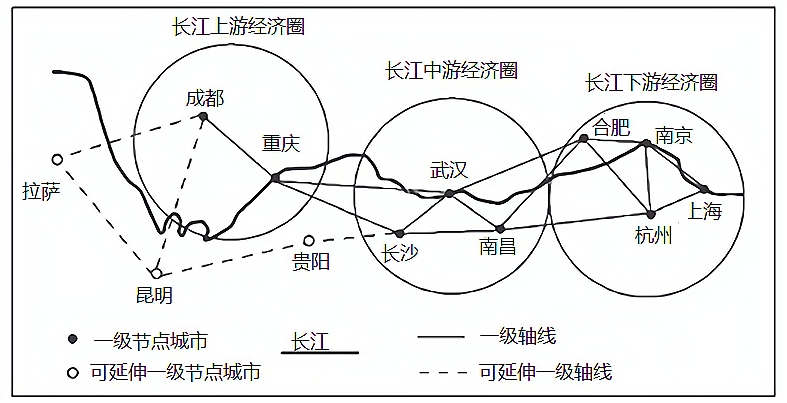 长江上游经济圈
长江中游经济圈
长江下游经济圈
成都
重庆
武汉
合肥
南京
拉萨
上海
长沙
南昌
杭州
贵阳
昆明
一级节点城市
长江
一级轴线
可延伸一级节点城市
可延伸一级轴线